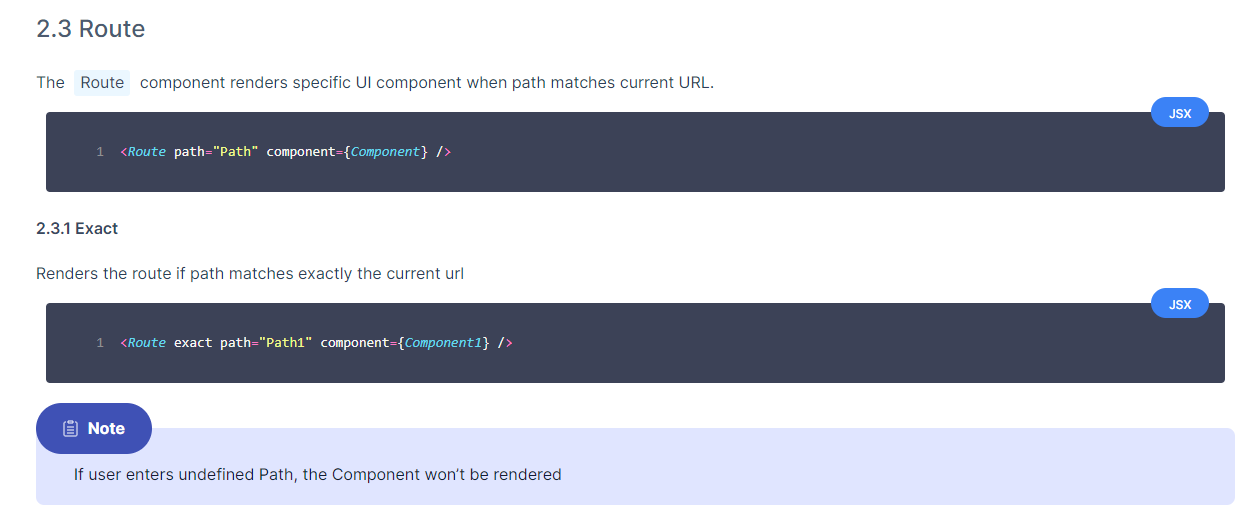 2.3 Route
The Route component renders specific UI component when path matches current URL.
JSX
1 <Route path="Path" component={Component} />
2.3.1 Exact
Renders the route if path matches exactly the current url
JSX
1 <Route exact path="Path1" component={Component1} />
Note
If user enters undefined Path, the Component won’t be rendered